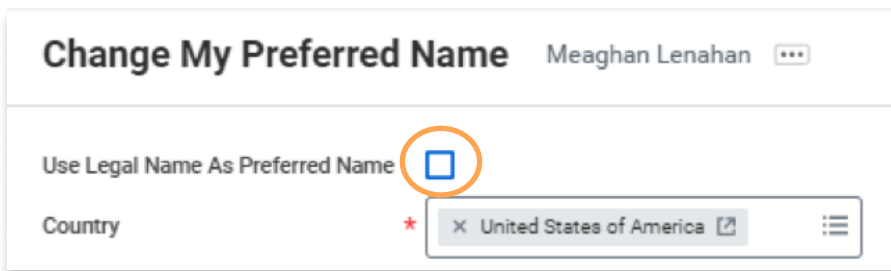 Change My Preferred Name Meaghan Lenahan
Use Legal Name As Preferred Name
Country * × United States of America